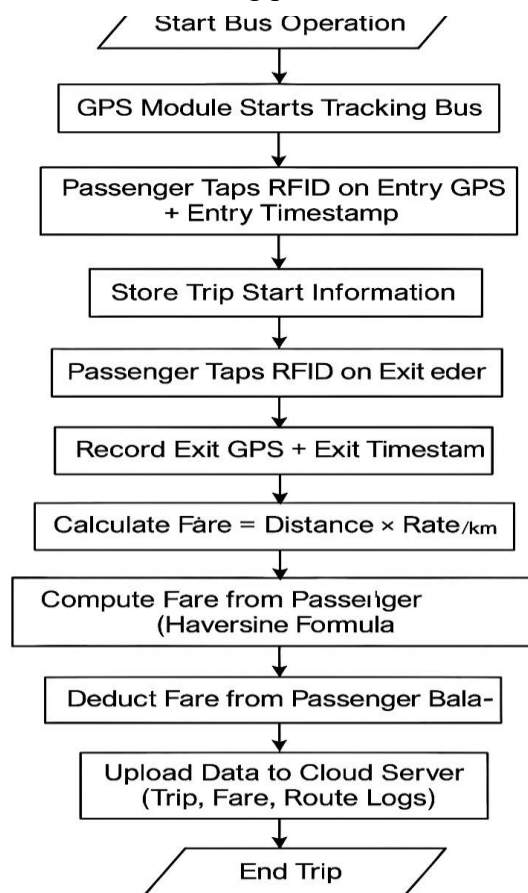 Start Bus Operation
GPS Module Starts Tracking Bus
Passenger Taps RFID on Entry GPS
+ Entry Timestamp
Store Trip Start Information
Passenger Taps RFID on Exit eder
Record Exit GPS + Exit Timestam
Calculate Fare = Distance × Rate/km
Compute Fare from Passenger
(Haversine Formula
Deduct Fare from Passenger Bala-
Upload Data to Cloud Server
(Trip, Fare, Route Logs)
End Trip